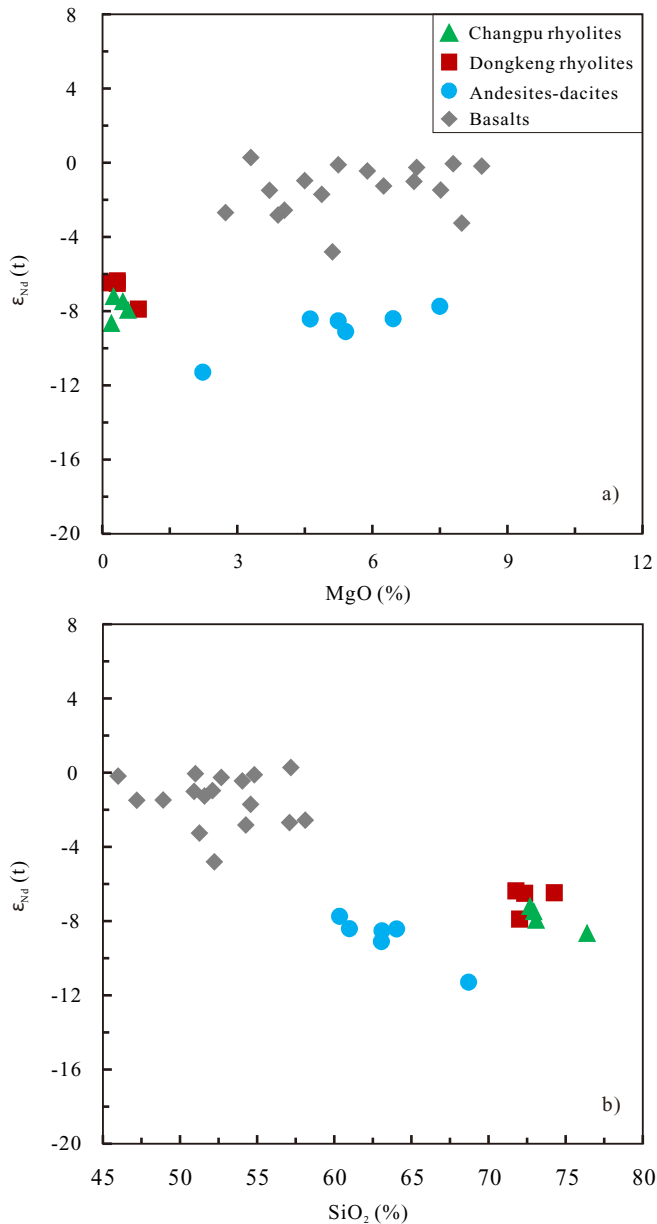 8
4
0
-4
-8
-12
-16
-20
ε_Nd (t)
Changpu rhyolites
Dongkeng rhyolites
Andesites-dacites
Basalts
a)
0 3 6 9 12
MgO (%)
8
4
0
-4
-8
-12
-16
-20
ε_Nd (t)
b)
45 50 55 60 65 70 75 80
SiO₂ (%)